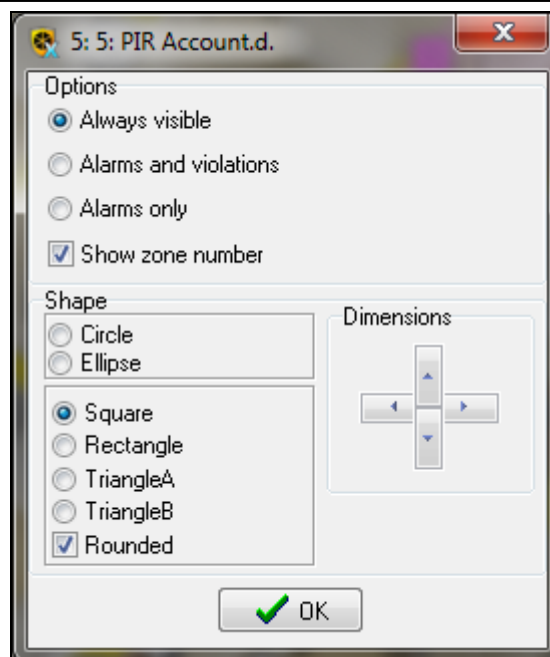 5: 5: PIR Account.d.
Options
Always visible
Alarms and violations
Alarms only
Show zone number
Shape
Circle
Ellipse
Square
Rectangle
TriangleA
TriangleB
Rounded
Dimensions
OK